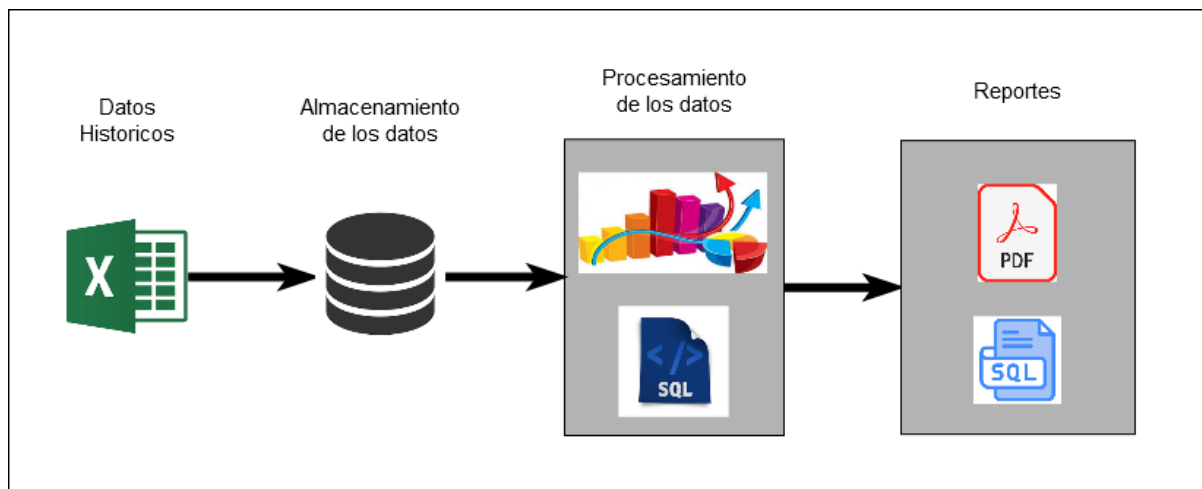 Datos
Historicos
Almacenamiento
de los datos
Procesamiento
de los datos
Reportes
X
SQL
PDF
SQL